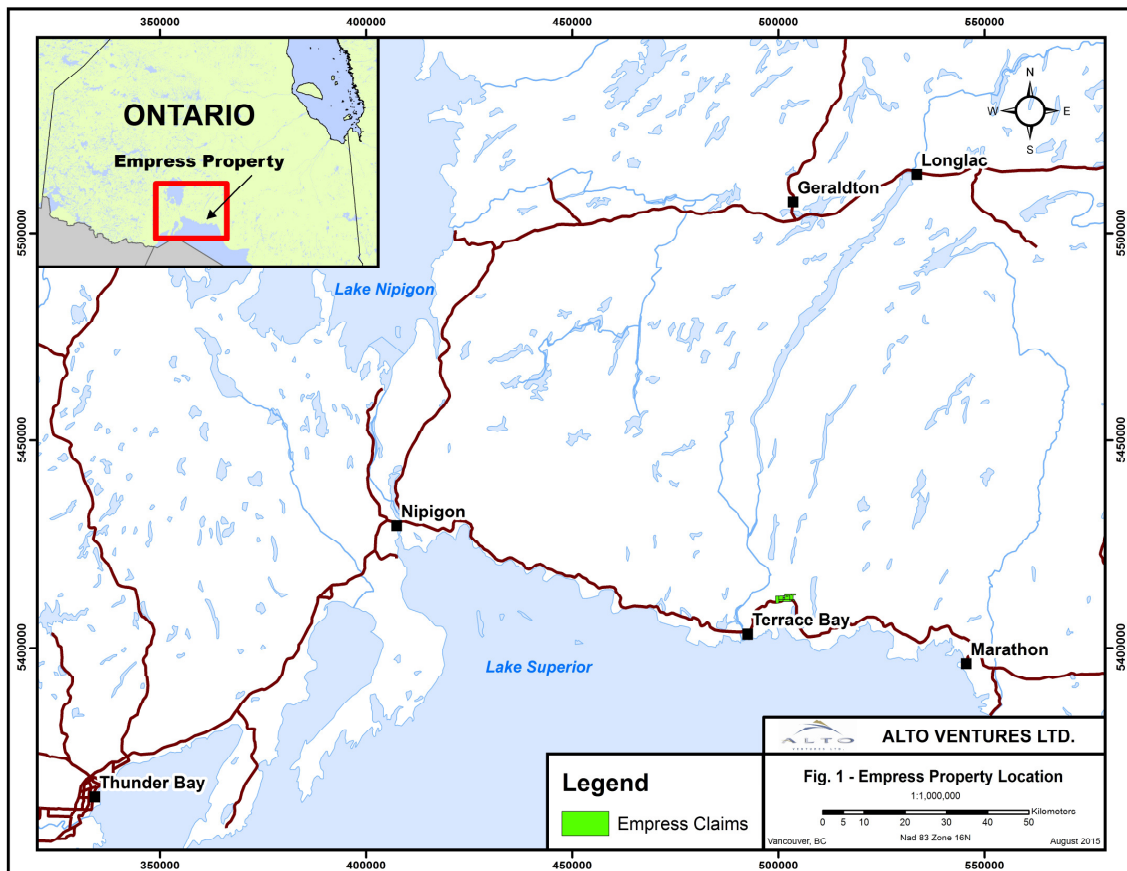 350000 400000 450000 500000 550000
ONTARIO
Empress Property
N
W E
S
Longlac
Geraldton
5500000 5500000
Lake Nipigon
5450000 5450000
Nipigon
Terrace Bay
5400000 5400000
Marathon
Lake Superior
ALTO
VENTURES LTD.
ALTO VENTURES LTD.
Legend
Empress Claims
Fig. 1 - Empress Property Location
1:1,000,000
Kilometers
0 5 10 20 30 40 50
Nad 83 Zone 16N
Vancouver, BC August 2015
Thunder Bay
350000 400000 450000 500000 550000